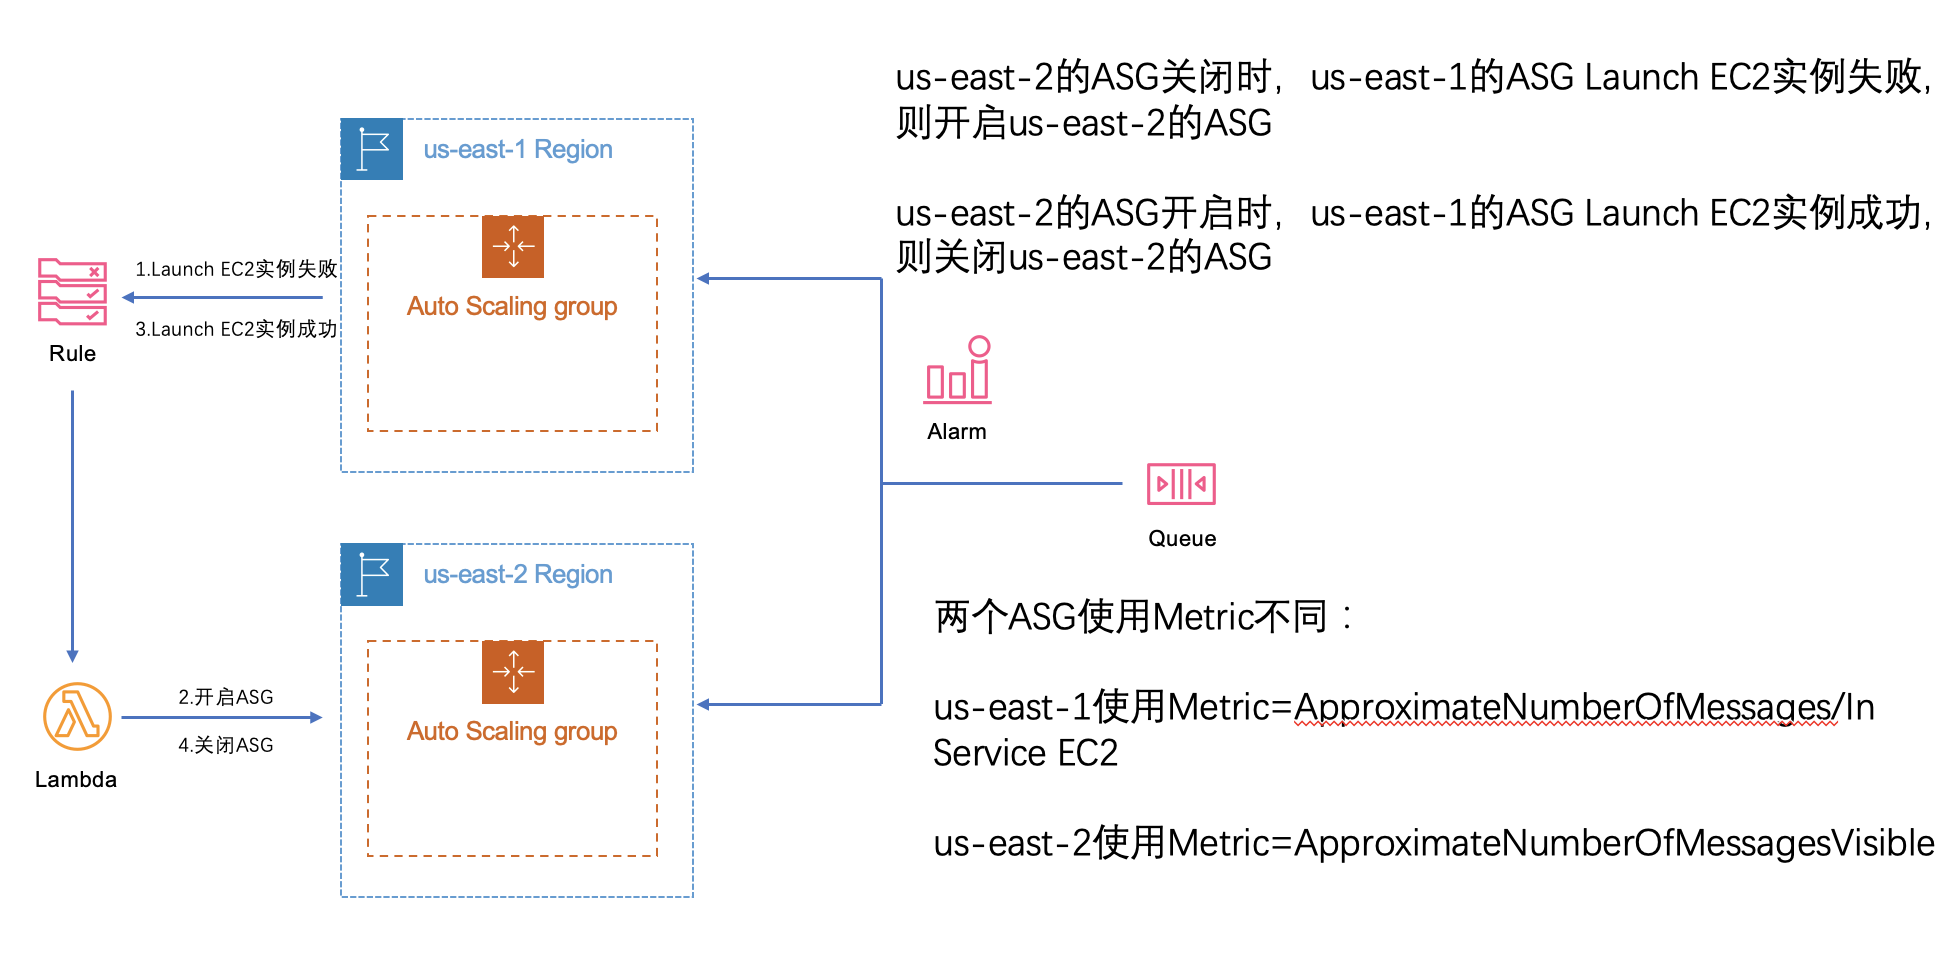 us-east-2的ASG关闭时，us-east-1的ASG Launch EC2实例失败，
则开启us-east-2的ASG
us-east-2的ASG开启时，us-east-1的ASG Launch EC2实例成功，
则关闭us-east-2的ASG
us-east-1 Region
Auto Scaling group
1.Launch EC2实例失败
3.Launch EC2实例成功
Rule
Alarm
Queue
us-east-2 Region
Auto Scaling group
2.开启ASG
4.关闭ASG
Lambda
两个ASG使用Metric不同：
us-east-1使用Metric=ApproximateNumberOfMessages/In
Service EC2
us-east-2使用Metric=ApproximateNumberOfMessagesVisible